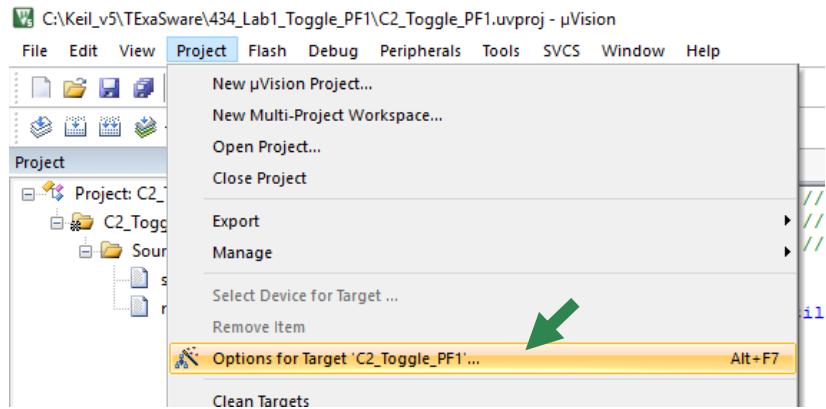 C:\Keil_v5\TExaSware\434_Lab1_Toggle_PF1\C2_Toggle_PF1.uvproj - µVision
File Edit View Project Flash Debug Peripherals Tools SVCS Window Help
New µVision Project...
New Multi-Project Workspace...
Open Project...
Project
Close Project
Project: C2_
//
C2_Togg
Export
//
Sour
Manage
//
s
Select Device for Target ...
r
Remove Item
il
Options for Target 'C2_Toggle_PF1'... Alt+F7
Clean Targets